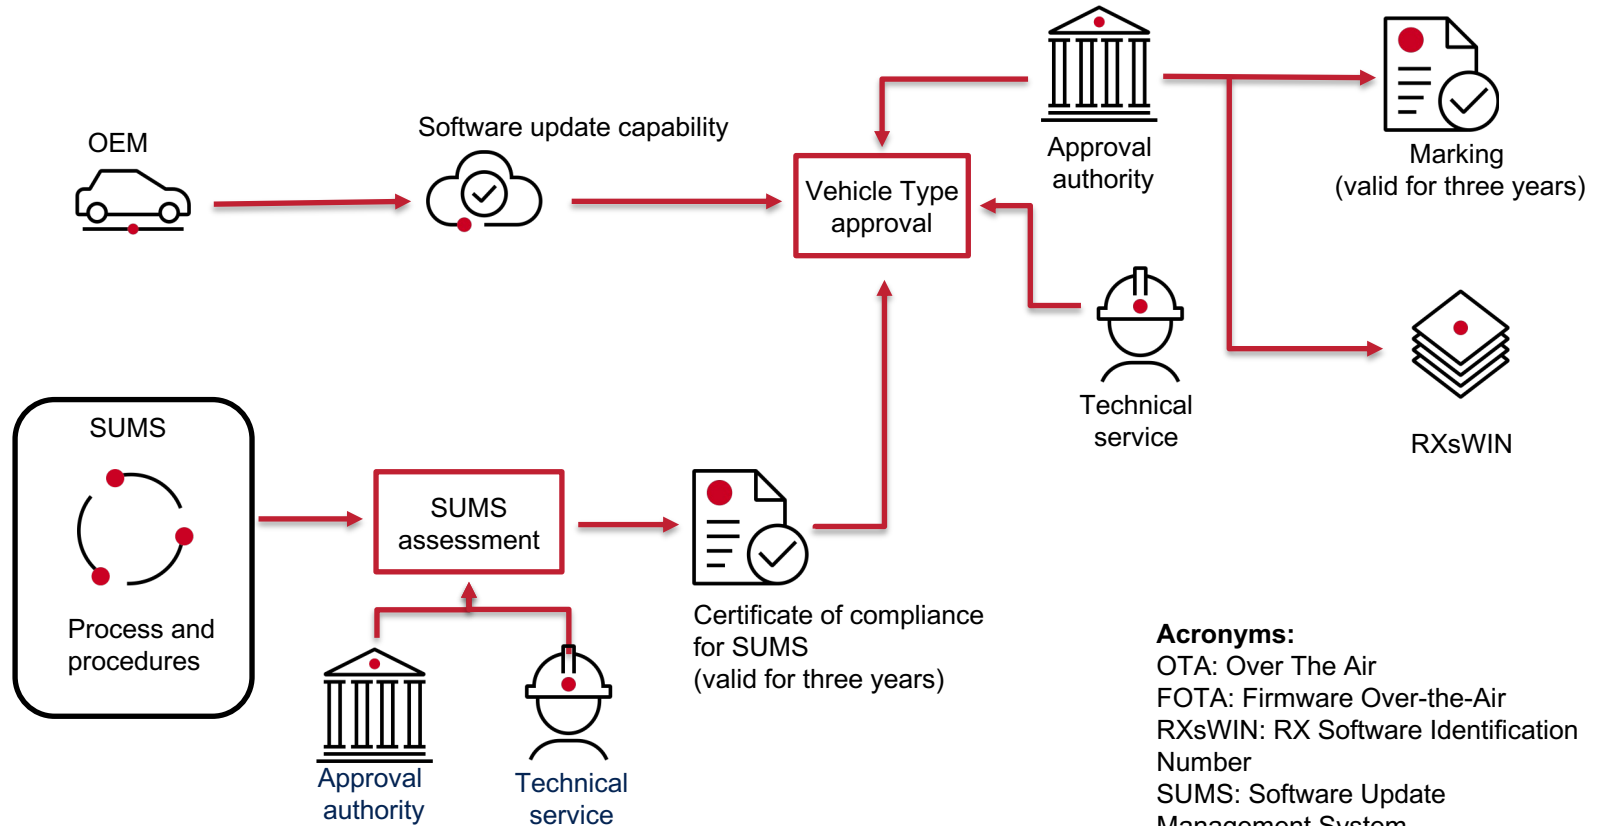 OEM
Software update capability
Vehicle Type
approval
Approval
authority
Marking
(valid for three years)
Technical
service
RXsWIN
SUMS
Process and
procedures
SUMS
assessment
Approval
authority
Technical
service
Certificate of compliance
for SUMS
(valid for three years)
Acronyms:
OTA: Over The Air
FOTA: Firmware Over-the-Air
RXsWIN: RX Software Identification
Number
SUMS: Software Update
Management System